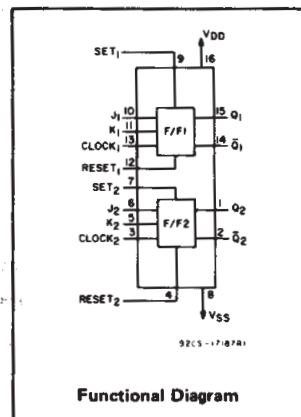 VDD
SET1
9 16
J1 10 15 Q1
K1 11 F/F1
CLOCK1 13 14 Q̅1
RESET1 12
SET2 7
J2 6 1 Q2
K2 5 F/F2
CLOCK2 3 2 Q̅2
RESET2 4 8
VSS
92CS-17187R1
Functional Diagram